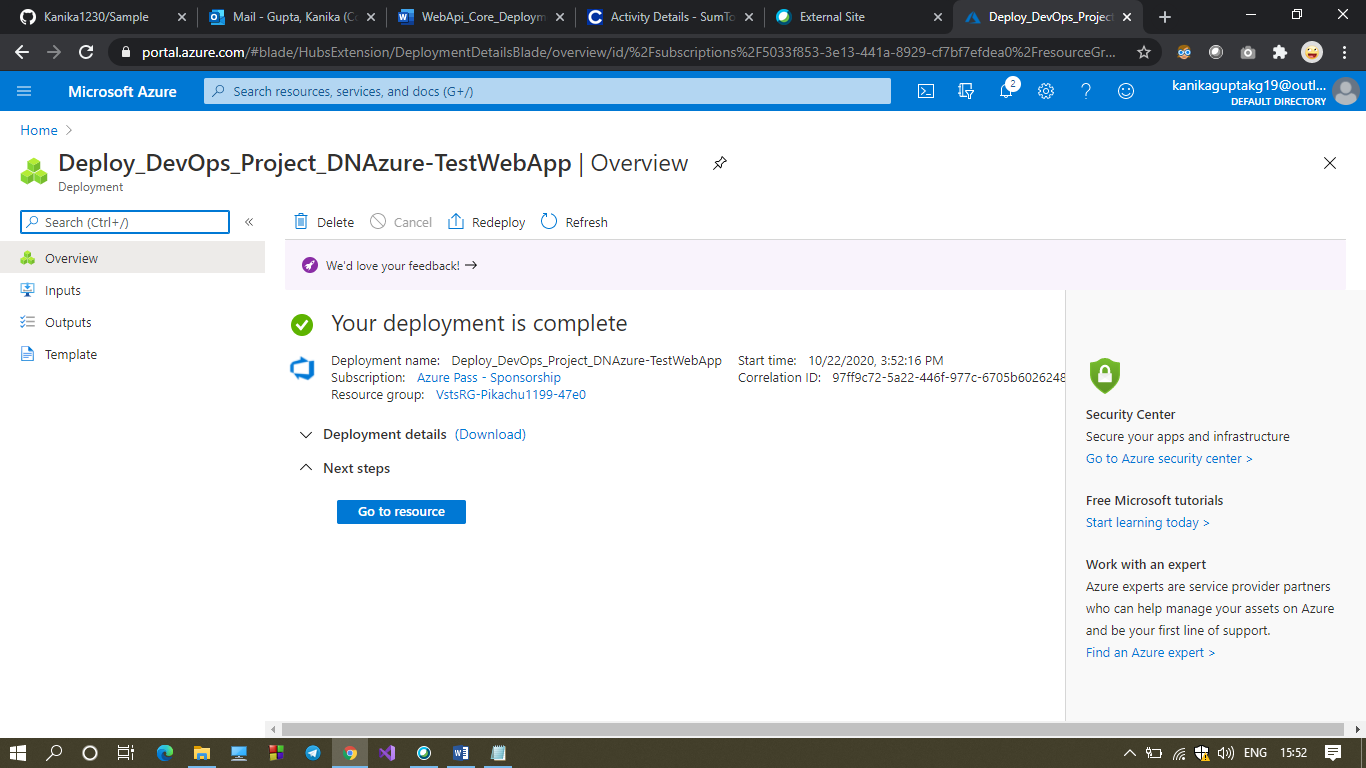 Kanika1230/Sample
Mail - Gupta, Kanika (Co
WebApi_Core_Deploym
Activity Details - SumTo
External Site
Deploy_DevOps_Project
portal.azure.com/#blade/HubsExtension/DeploymentDetailsBlade/overview/id/%2Fsubscriptions%2F5033f853-3e13-441a-8929-cf7bf7efdea0%2FresourceGr...
Microsoft Azure
Search resources, services, and docs (G+/)
2
kanikaguptakg19@outl...
DEFAULT DIRECTORY
Home
Deploy_DevOps_Project_DNAzure-TestWebApp | Overview
Deployment
Search (Ctrl+/)
«
Delete
Cancel
Redeploy
Refresh
Overview
Inputs
Outputs
Template
We'd love your feedback! →
Your deployment is complete
Deployment name: Deploy_DevOps_Project_DNAzure-TestWebApp
Subscription: Azure Pass - Sponsorship
Resource group: VstsRG-Pikachu1199-47e0
Start time: 10/22/2020, 3:52:16 PM
Correlation ID: 97ff9c72-5a22-446f-977c-6705b6026248
Deployment details (Download)
Next steps
Go to resource
Security Center
Secure your apps and infrastructure
Go to Azure security center >
Free Microsoft tutorials
Start learning today >
Work with an expert
Azure experts are service provider partners
who can help manage your assets on Azure
and be your first line of support.
Find an Azure expert >
ENG
15:52